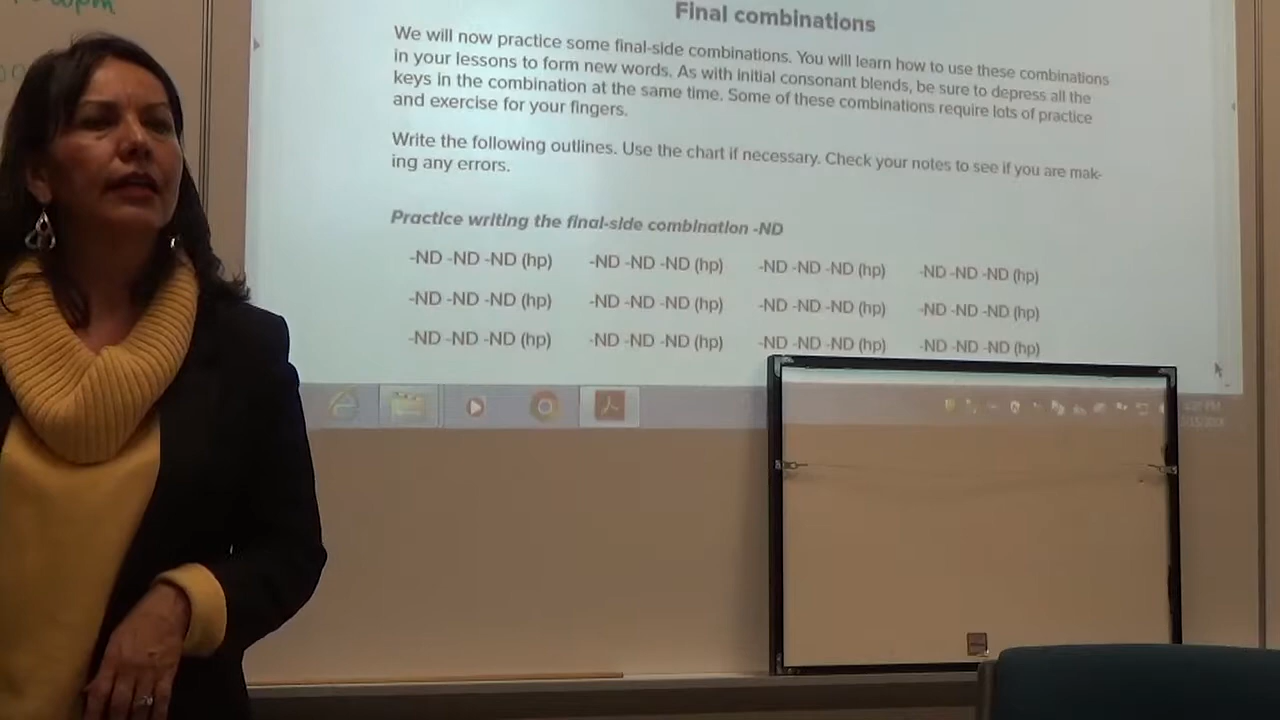 Final combinations
We will now practice some final-side combinations. You will learn how to use these combinations
in your lessons to form new words. As with initial consonant blends, be sure to depress all the
keys in the combination at the same time. Some of these combinations require lots of practice
and exercise for your fingers.
Write the following outlines. Use the chart if necessary. Check your notes to see if you are mak-
ing any errors.
Practice writing the final-side combination -ND
-ND -ND -ND (hp) -ND -ND -ND (hp) -ND -ND -ND (hp) -ND -ND -ND (hp)
-ND -ND -ND (hp) -ND -ND -ND (hp) -ND -ND -ND (hp) -ND -ND -ND (hp)
-ND -ND -ND (hp) -ND -ND -ND (hp) -ND -ND -ND (hp) -ND -ND -ND (hp)